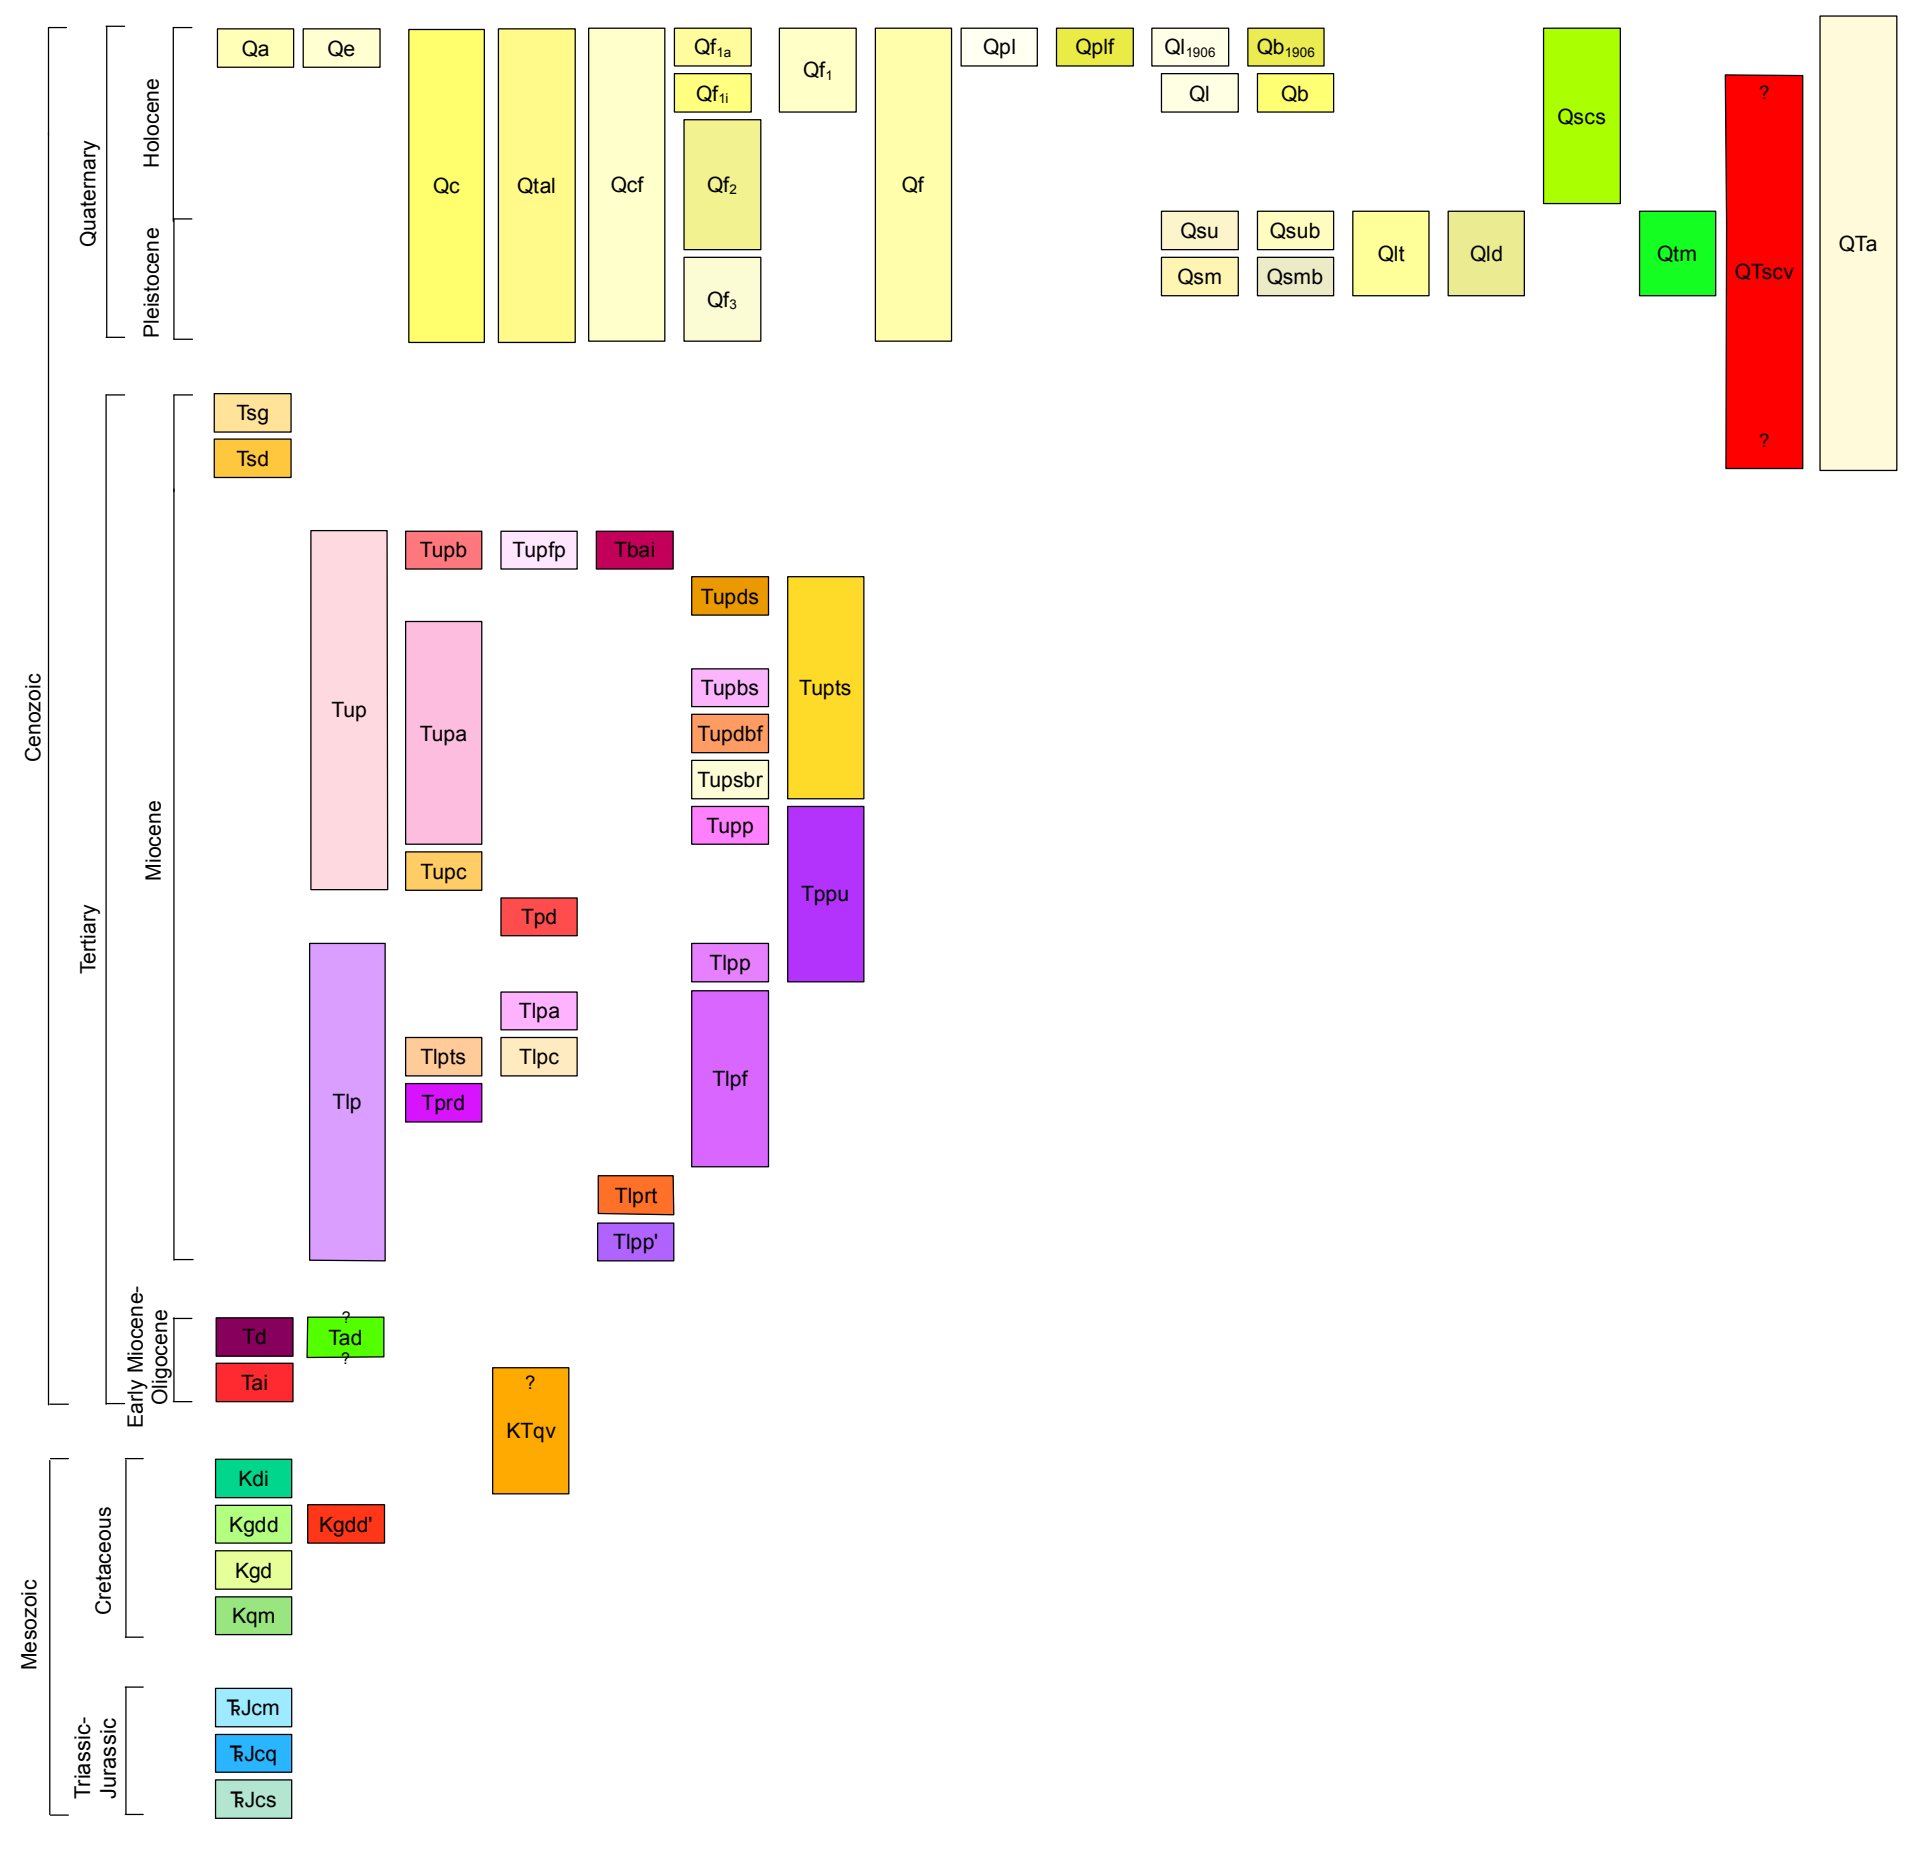 Cenozoic
Quaternary
Holocene
Pleistocene
Qa
Qe
Qc
Qtal
Qcf
Qf1a
Qf1i
Qf2
Qf3
Qf1
Qf
Qpl
Qplf
Ql1906
Qb1906
Ql
Qb
Qsu
Qsub
Qsm
Qsmb
Qlt
Qld
Qscs
Qtm
?
QTscv
?
QTa
Tertiary
Miocene
Tsg
Tsd
Tup
Tupb
Tupfp
Tbai
Tupds
Tupts
Tupa
Tupbs
Tupdbf
Tupsbr
Tupp
Tppu
Tupc
Tpd
Tlp
Tlpp
Tlpa
Tlpts
Tlpc
Tlpf
Tprd
Tlprt
Tlpp'
Early Miocene-
Oligocene
Td
?
Tad
?
Tai
?
KTqv
Mesozoic
Cretaceous
Kdi
Kgdd
Kgdd'
Kgd
Kqm
Triassic-
Jurassic
TRJcm
TRJcq
TRJcs